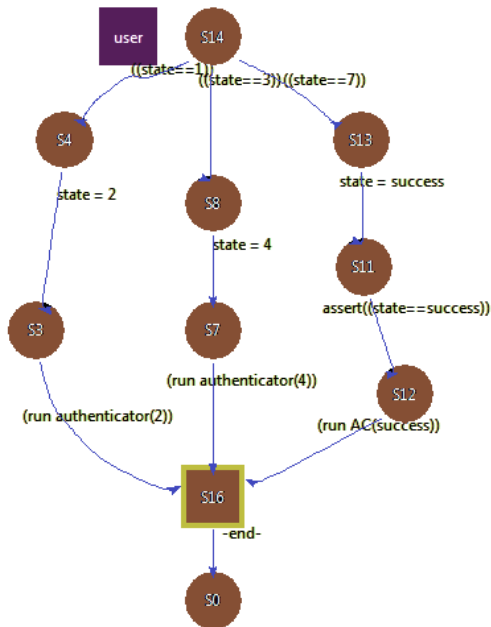 user
S14
((state==1))
((state==3))
((state==7))
S4
S13
state = 2
S8
state = success
state = 4
S11
S3
S7
assert((state==success))
(run authenticator(4))
S12
(run authenticator(2))
(run AC(success))
S16
-end-
S0